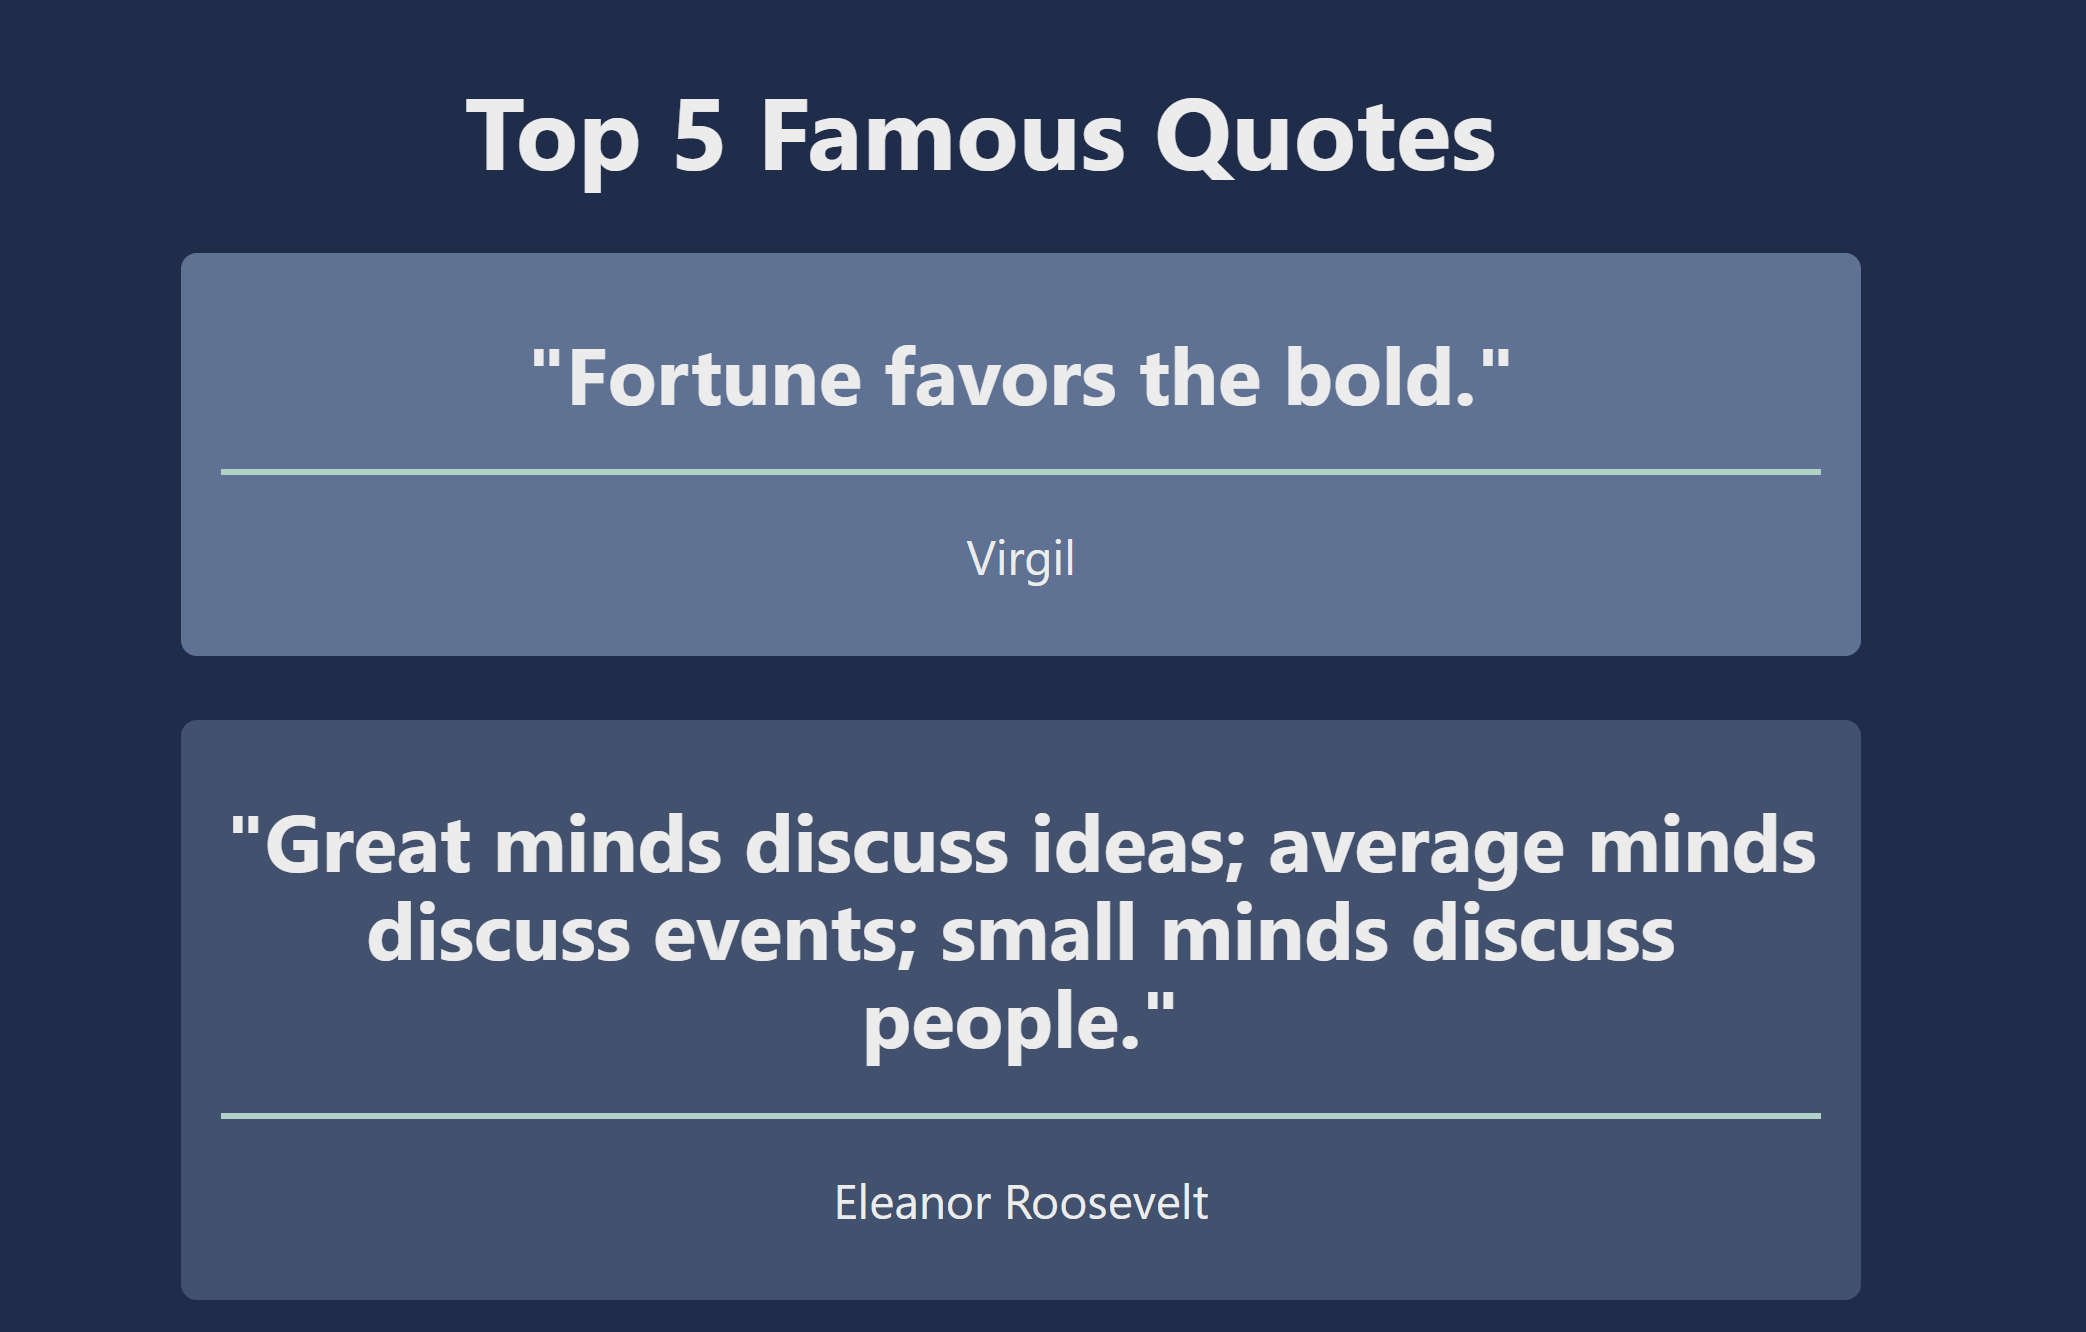 Top 5 Famous Quotes
"Fortune favors the bold."
Virgil
"Great minds discuss ideas; average minds
discuss events; small minds discuss
people."
Eleanor Roosevelt